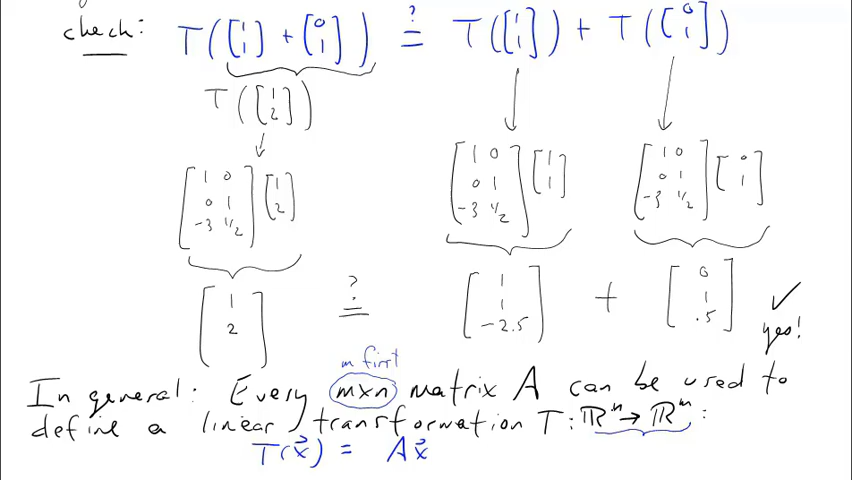 check: T([1 1] + [0 1]) ?= T([1 1]) + T([0 1])
T([1 2])
[1 0 0 1 -3 1/2] [1 2] [1 0 0 1 -3 1/2] [1 1] [1 0 0 1 -3 1/2] [0 1]
[1 2] ?= [1 1 -2.5] + [0 1 .5] ✓
yes!
m first
In general: Every m×n matrix A can be used to
define a linear transformation T: ℝⁿ → ℝᵐ:
T(x⃗) = Ax⃗